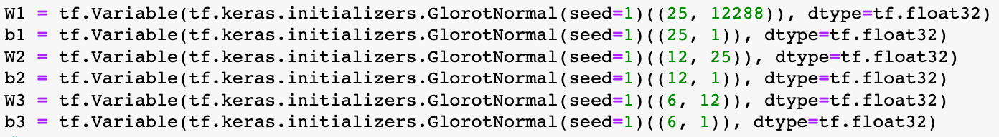 W1 = tf.Variable(tf.keras.initializers.GlorotNormal(seed=1)((25, 12288)), dtype=tf.float32)
b1 = tf.Variable(tf.keras.initializers.GlorotNormal(seed=1)((25, 1)), dtype=tf.float32)
W2 = tf.Variable(tf.keras.initializers.GlorotNormal(seed=1)((12, 25)), dtype=tf.float32)
b2 = tf.Variable(tf.keras.initializers.GlorotNormal(seed=1)((12, 1)), dtype=tf.float32)
W3 = tf.Variable(tf.keras.initializers.GlorotNormal(seed=1)((6, 12)), dtype=tf.float32)
b3 = tf.Variable(tf.keras.initializers.GlorotNormal(seed=1)((6, 1)), dtype=tf.float32)